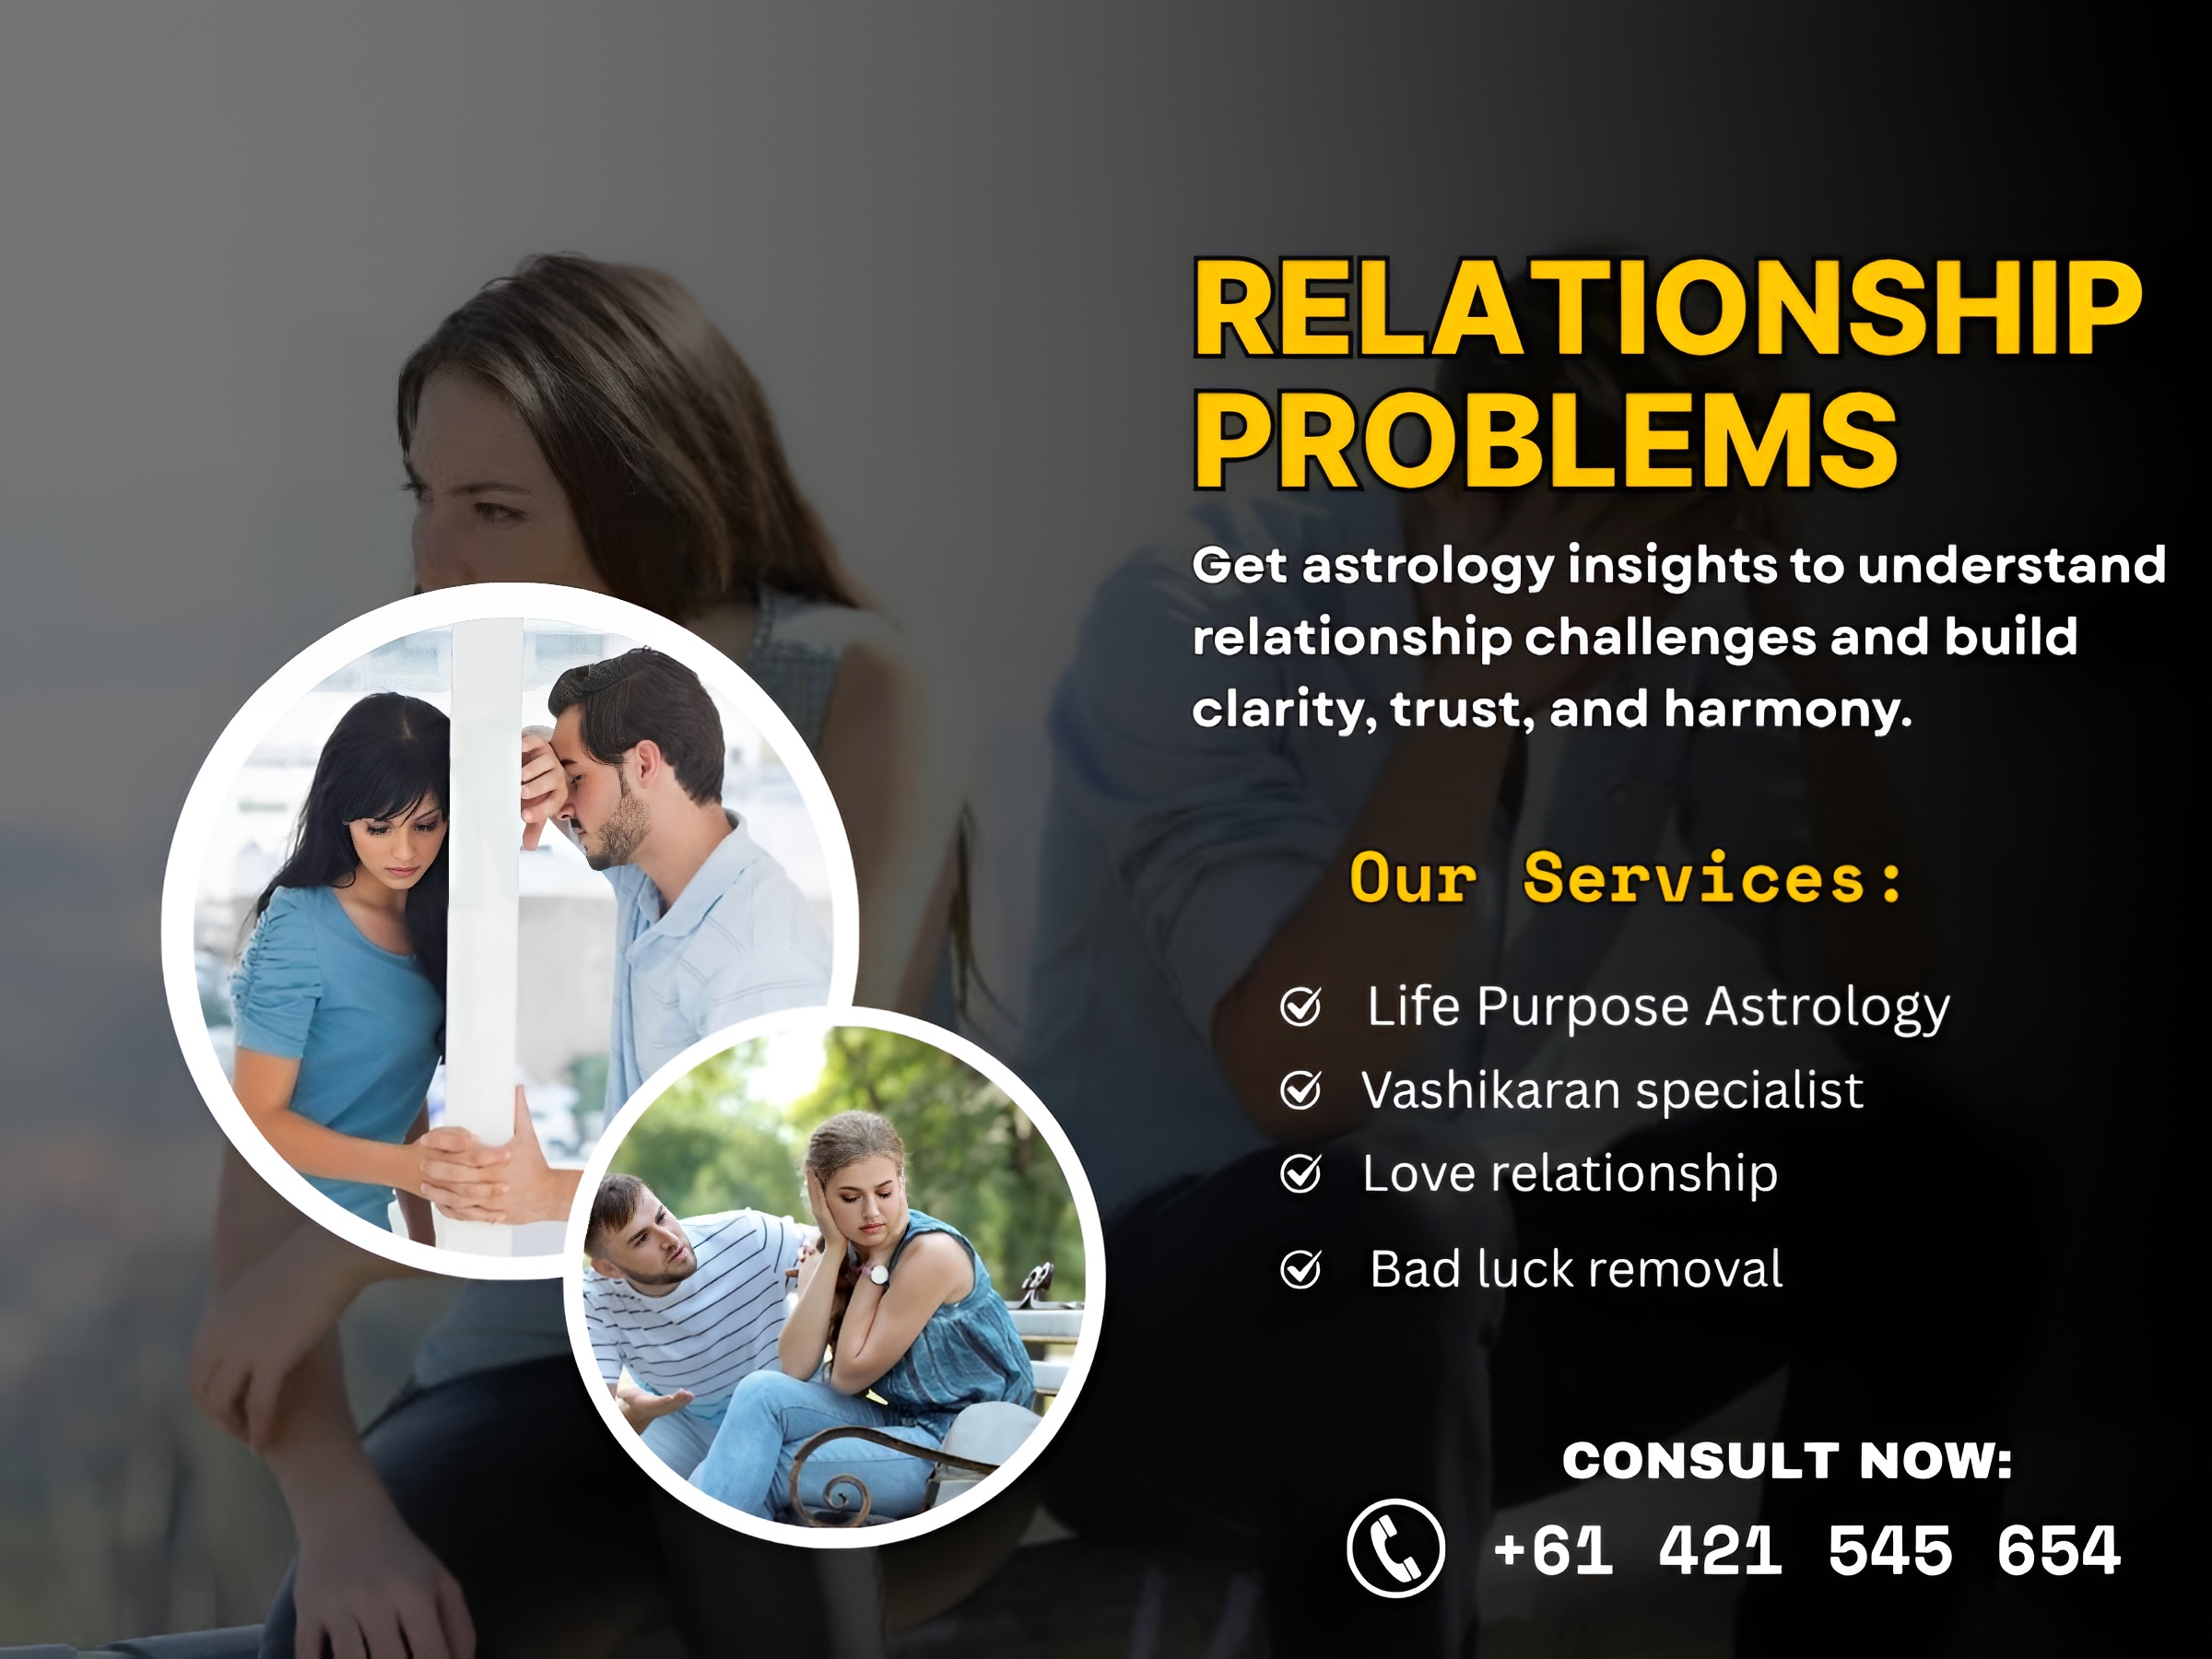 RELATIONSHIP
PROBLEMS
Get astrology insights to understand
relationship challenges and build
clarity, trust, and harmony.
Our Services:
Life Purpose Astrology
Vashikaran specialist
Love relationship
Bad luck removal
CONSULT NOW:
+61 421 545 654